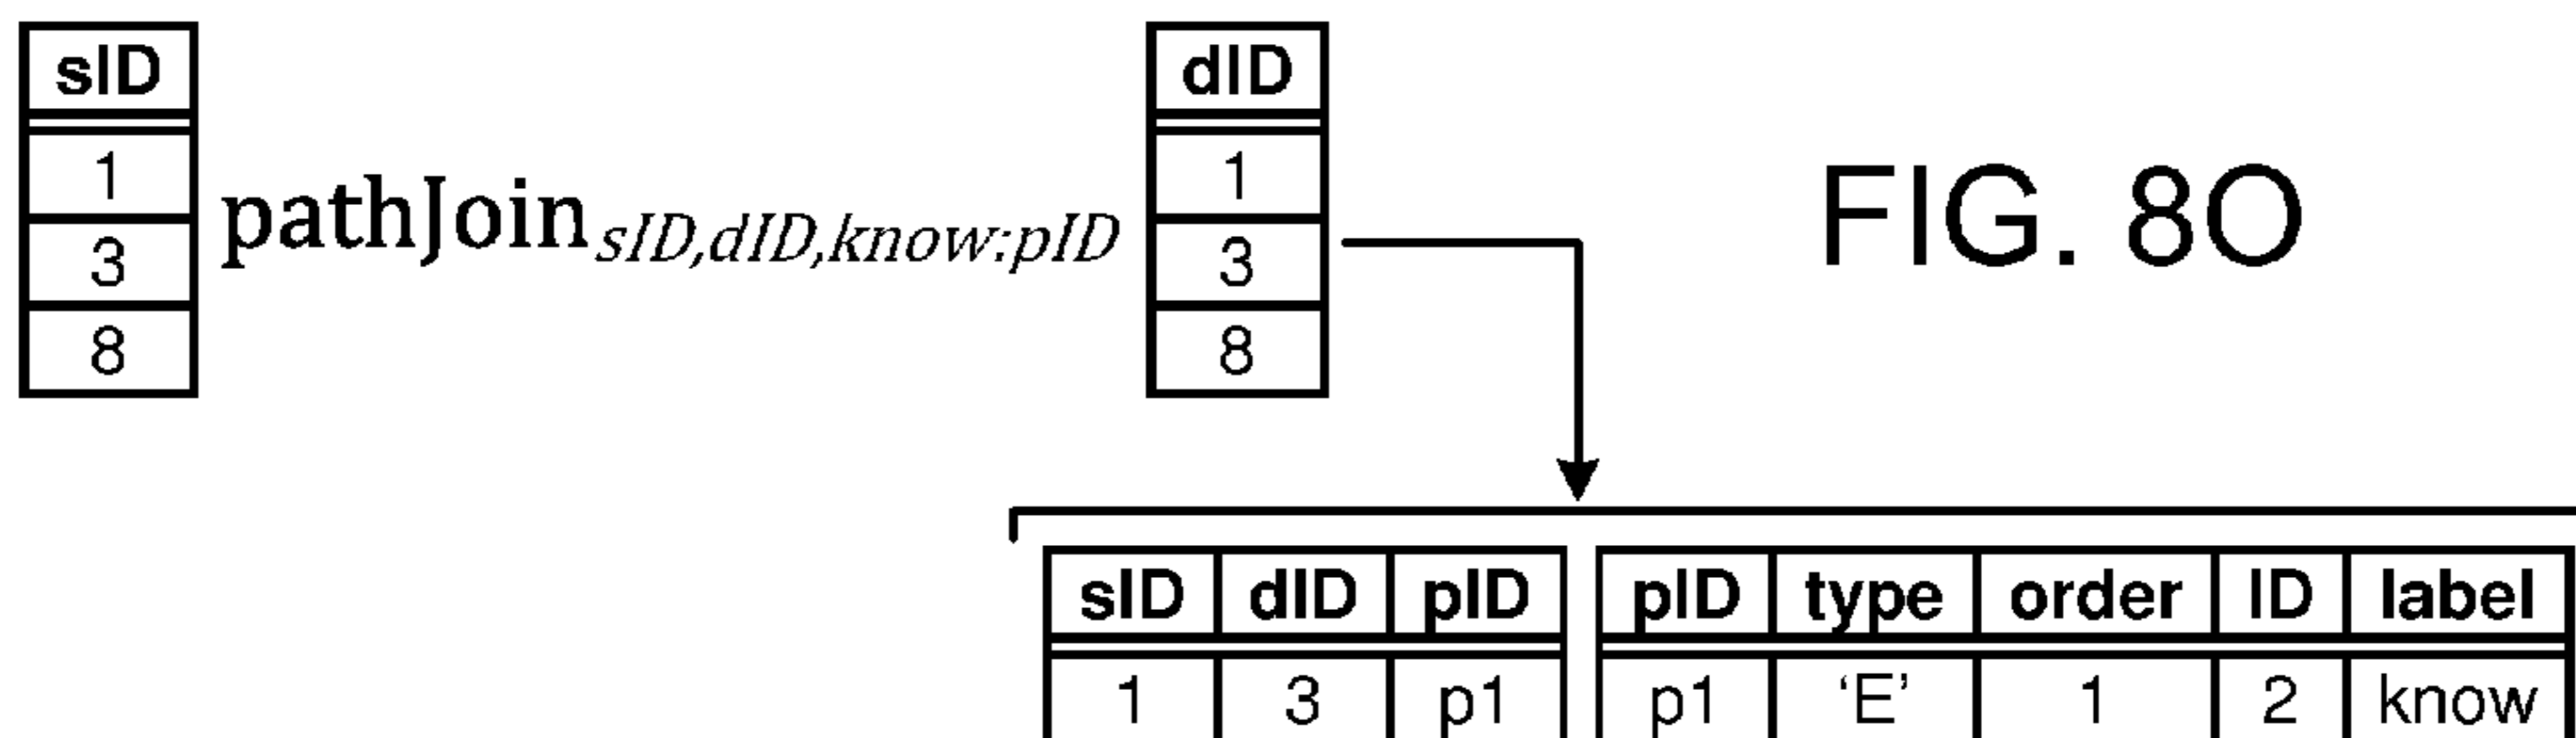 sID
1
3
8
pathJoin sID,dID,know:pID
dID
1
3
8
FIG. 8O
sID dID pID
1 3 p1
pID type order ID label
p1 ‘E’ 1 2 know